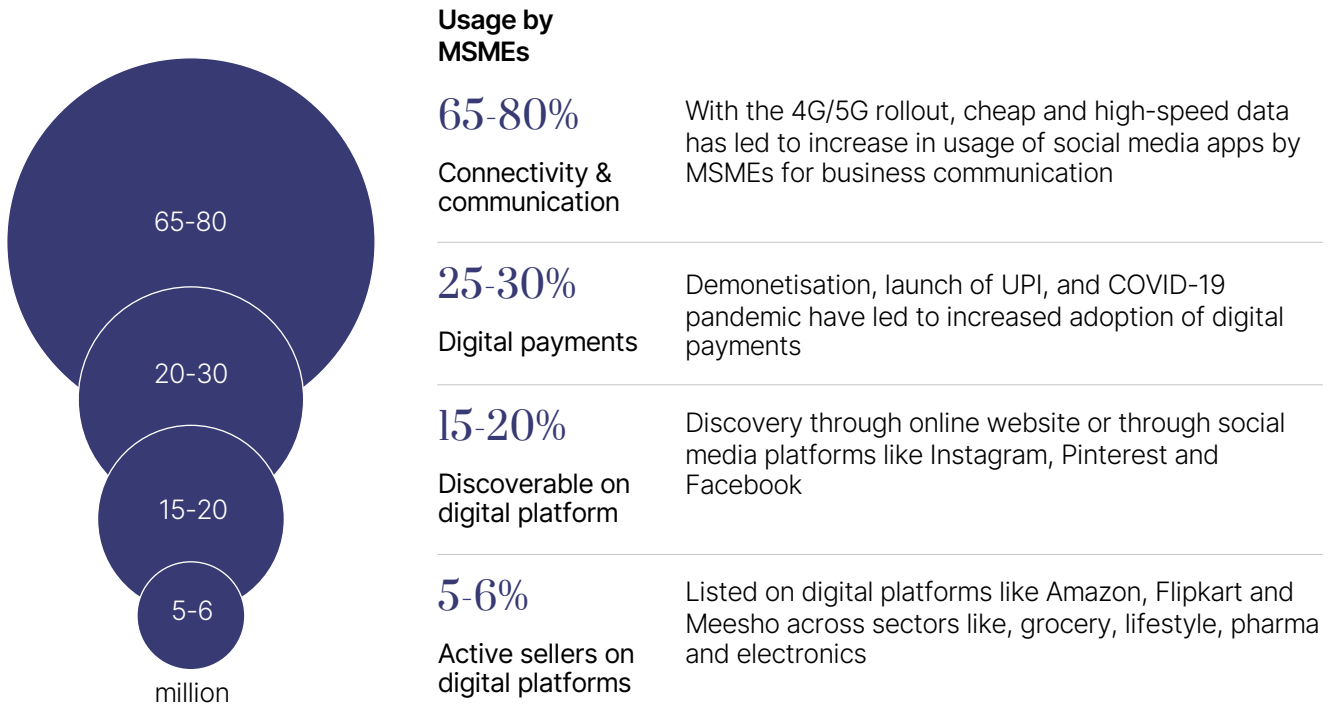 Usage by
MSMEs
65-80
20-30
15-20
5-6
million
65-80%
Connectivity &
communication
With the 4G/5G rollout, cheap and high-speed data
has led to increase in usage of social media apps by
MSMEs for business communication
25-30%
Digital payments
Demonetisation, launch of UPI, and COVID-19
pandemic have led to increased adoption of digital
payments
15-20%
Discoverable on
digital platform
Discovery through online website or through social
media platforms like Instagram, Pinterest and
Facebook
5-6%
Active sellers on
digital platforms
Listed on digital platforms like Amazon, Flipkart and
Meesho across sectors like, grocery, lifestyle, pharma
and electronics